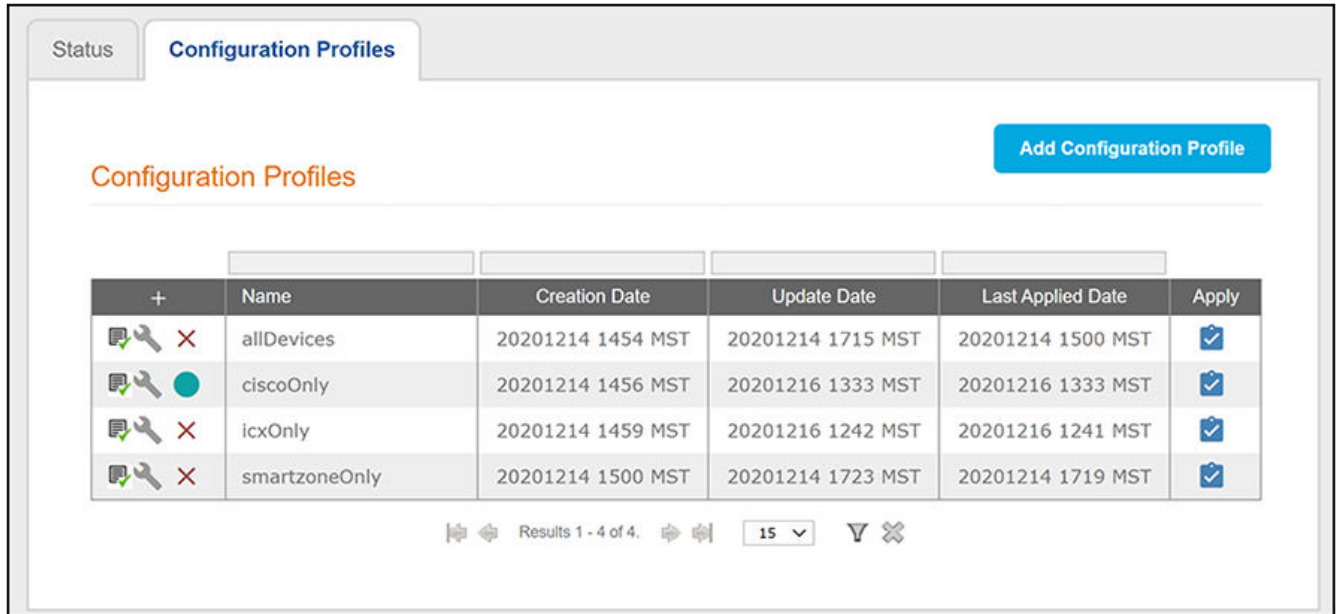 Status Configuration Profiles
Add Configuration Profile
Configuration Profiles
+ Name Creation Date Update Date Last Applied Date Apply
allDevices 20201214 1454 MST 20201214 1715 MST 20201214 1500 MST
ciscoOnly 20201214 1456 MST 20201216 1333 MST 20201216 1333 MST
icxOnly 20201214 1459 MST 20201216 1242 MST 20201216 1241 MST
smartzoneOnly 20201214 1500 MST 20201214 1723 MST 20201214 1719 MST
Results 1 - 4 of 4. 15